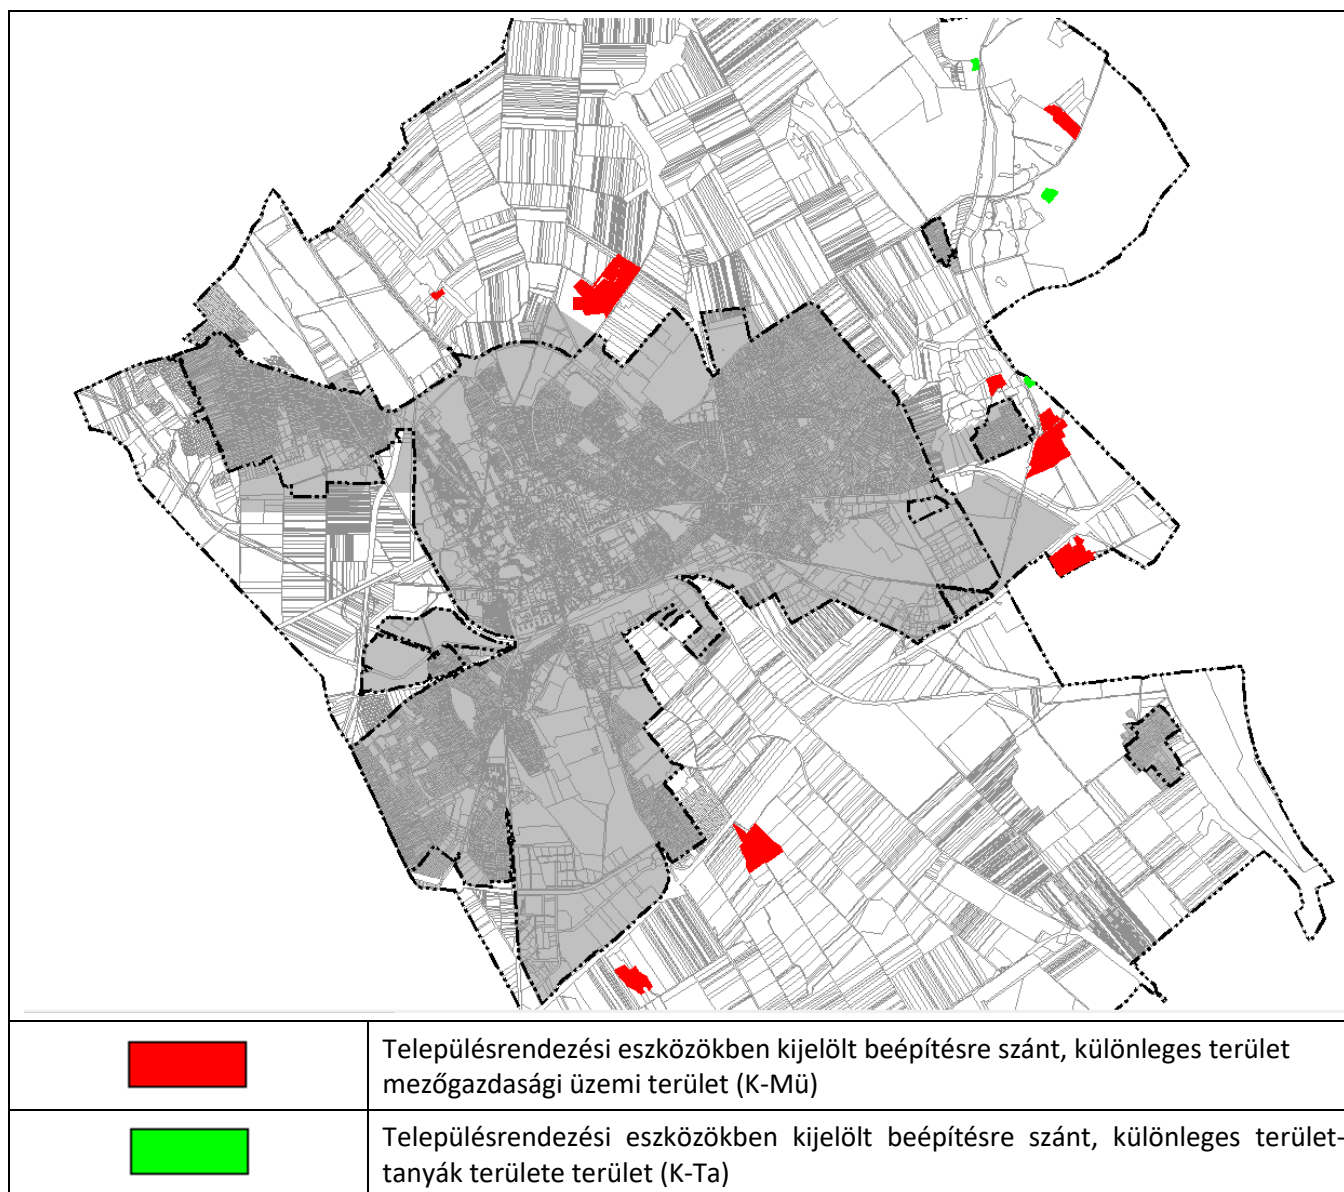 Településrendezési eszközökben kijelölt beépítésre szánt, különleges terület
mezőgazdasági üzemi terület (K-Mü)
Településrendezési eszközökben kijelölt beépítésre szánt, különleges terület-
tanyák területe terület (K-Ta)